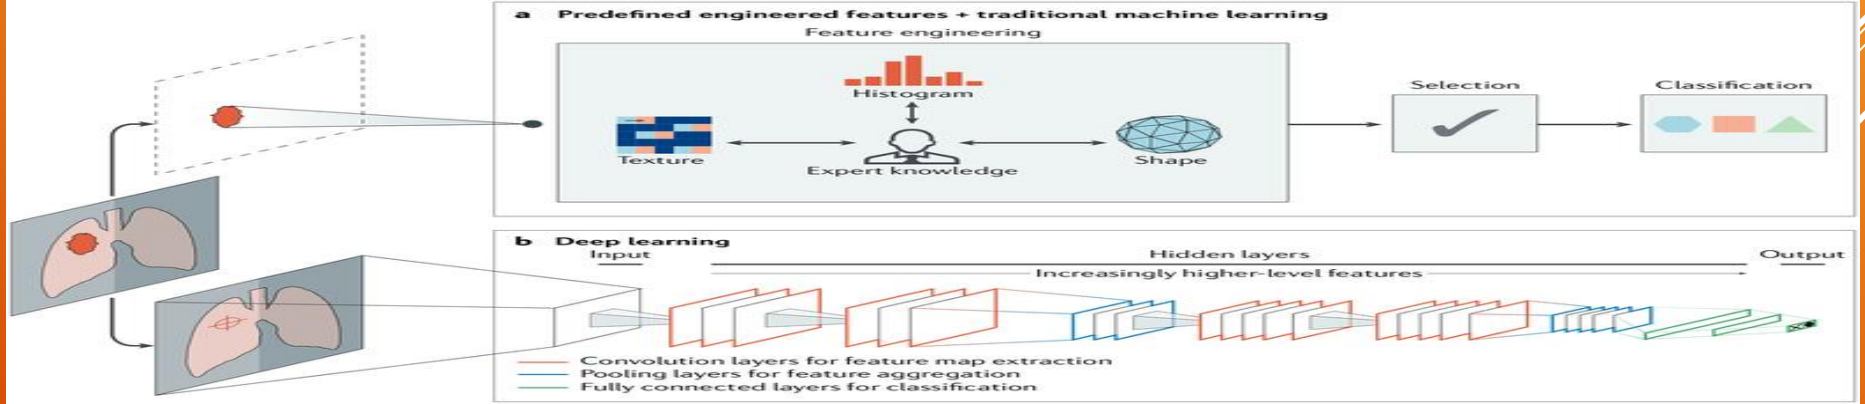 a Predefined engineered features + traditional machine learning
Feature engineering
Histogram
Texture
Expert knowledge
Shape
Selection
Classification
b Deep learning
Input
Hidden layers
Output
Increasingly higher-level features
Convolution layers for feature map extraction
Pooling layers for feature aggregation
Fully connected layers for classification